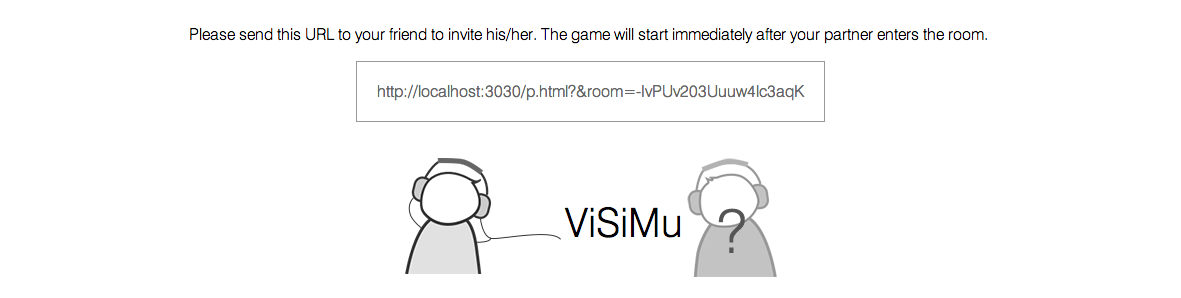 Please send this URL to your friend to invite his/her. The game will start immediately after your partner enters the room.
http://localhost:3030/p.html?&room=-IvPUv203Uuuw4lc3aqK
ViSiMu
?